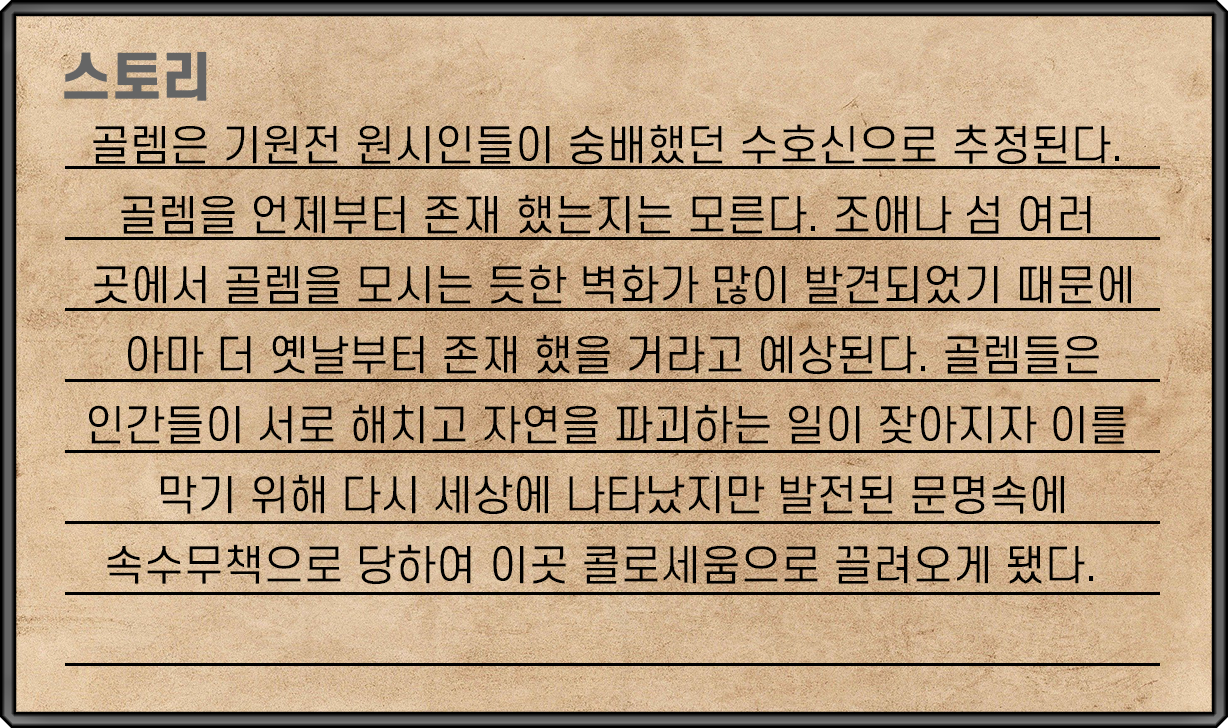 스토리
골렘은 기원전 원시인들이 숭배했던 수호신으로 추정된다.
골렘을 언제부터 존재 했는지는 모른다. 조애나 섬 여러
곳에서 골렘을 모시는 듯한 벽화가 많이 발견되었기 때문에
아마 더 옛날부터 존재 했을 거라고 예상된다. 골렘들은
인간들이 서로 해치고 자연을 파괴하는 일이 잦아지자 이를
막기 위해 다시 세상에 나타났지만 발전된 문명속에
속수무책으로 당하여 이곳 콜로세움으로 끌려오게 됐다.